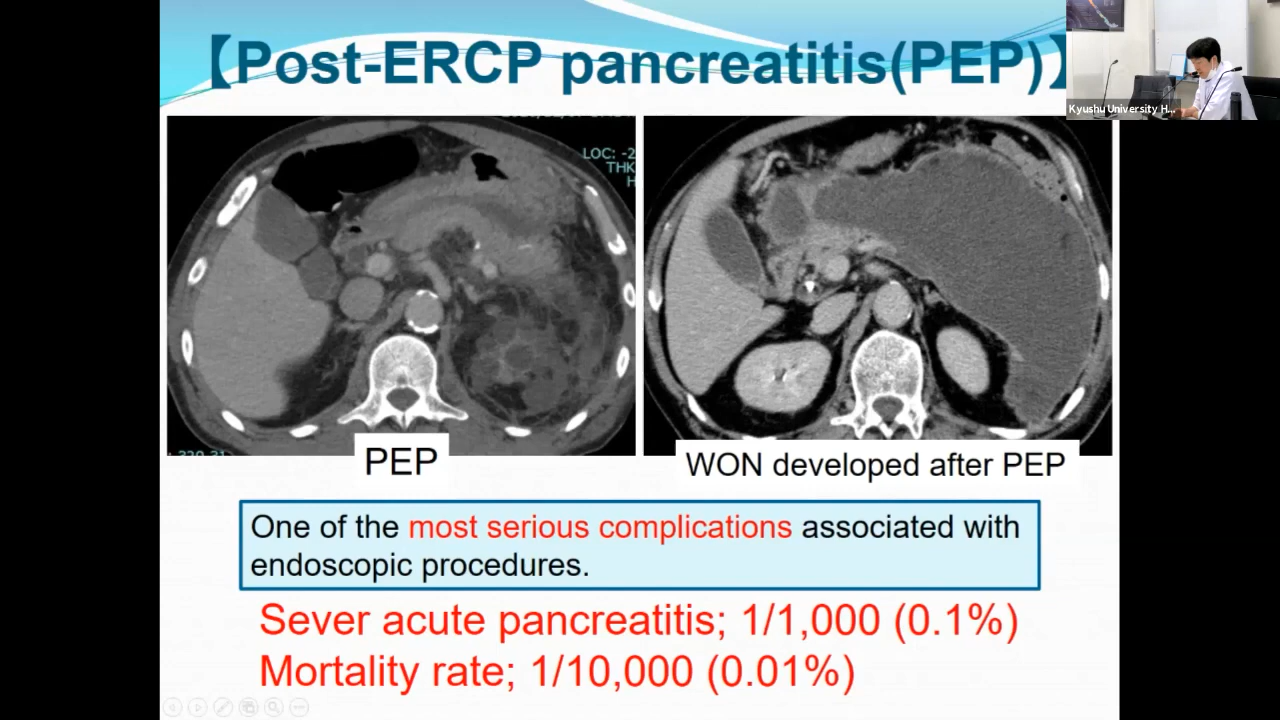 【Post-ERCP pancreatitis(PEP)】
Kyushu University H...
LOC: -2
THK
H
PEP
WON developed after PEP
One of the most serious complications associated with
endoscopic procedures.
Sever acute pancreatitis; 1/1,000 (0.1%)
Mortality rate; 1/10,000 (0.01%)